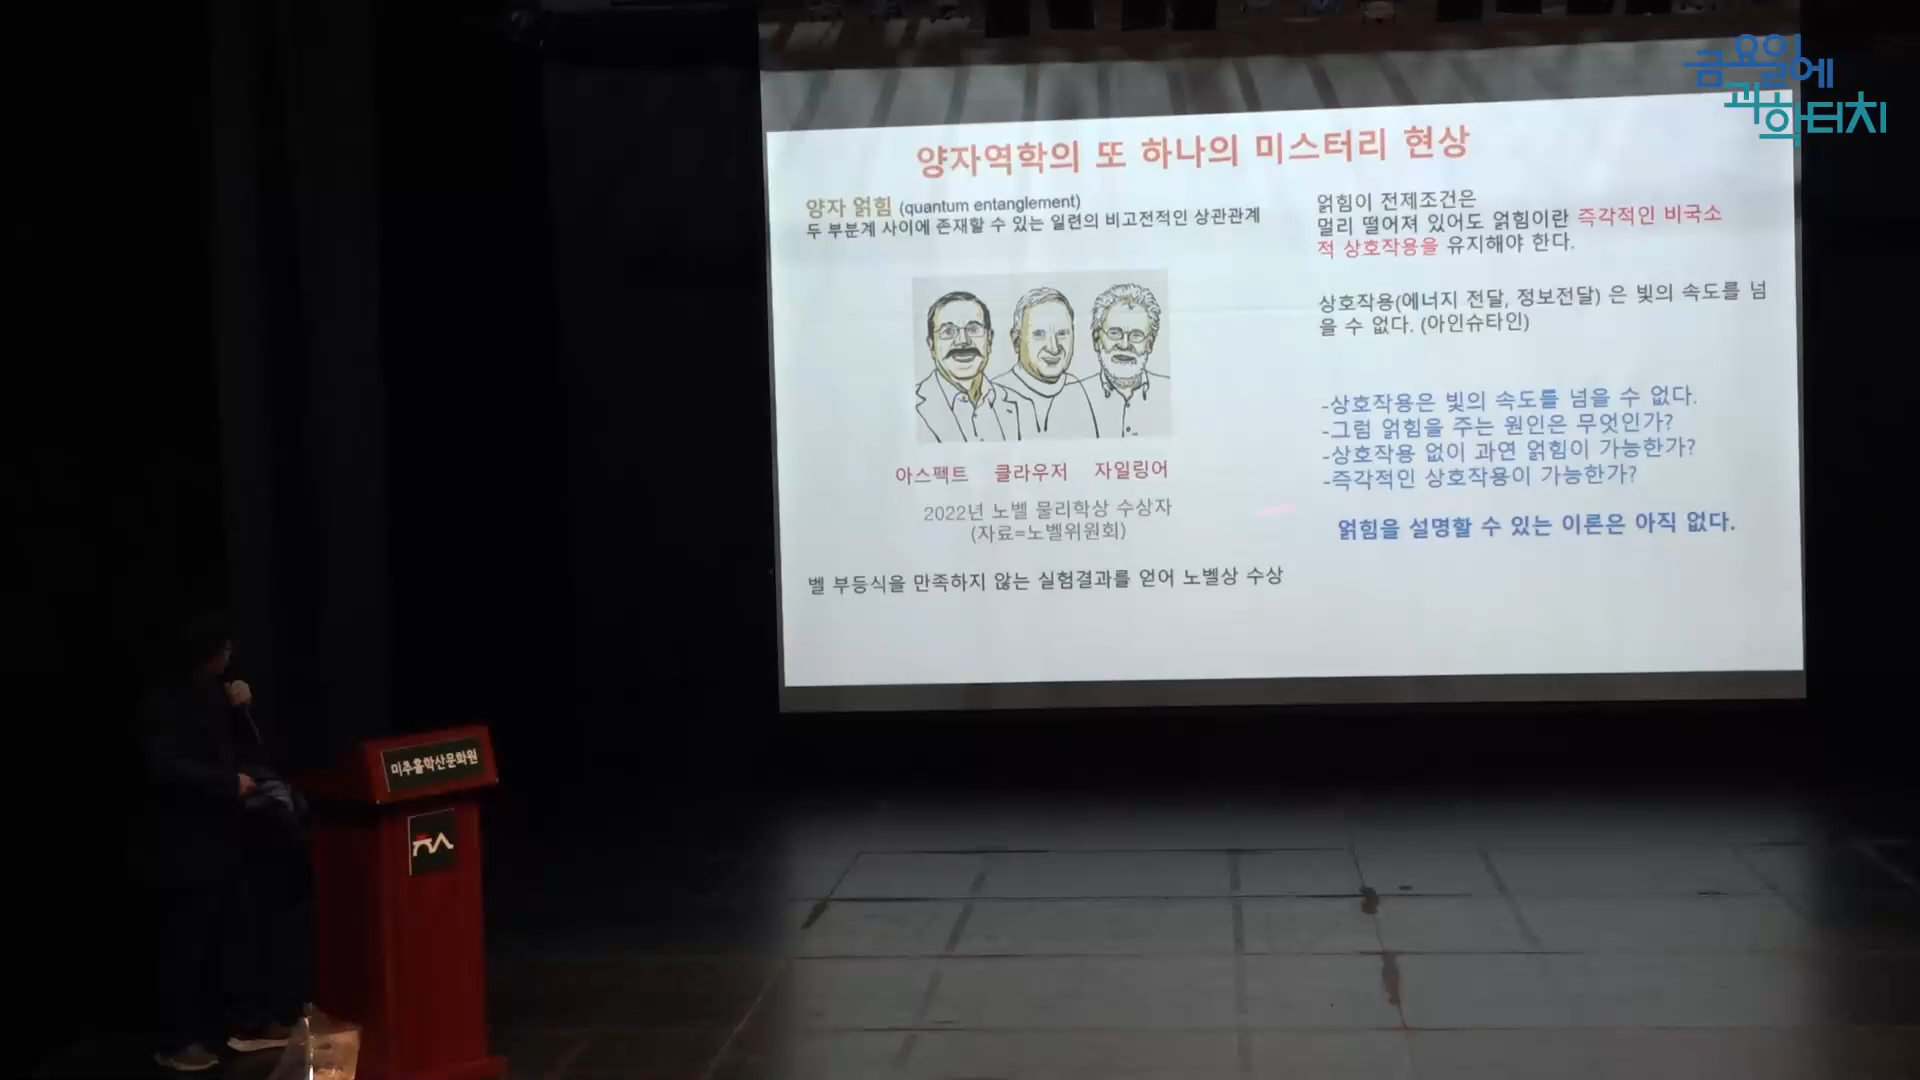 금요일에
과학터치
양자역학의 또 하나의 미스터리 현상
양자 얽힘 (quantum entanglement)
두 부분계 사이에 존재할 수 있는 일련의 비고전적인 상관관계
아스펙트 클라우저 자일링어
2022년 노벨 물리학상 수상자
(자료=노벨위원회)
벨 부등식을 만족하지 않는 실험결과를 얻어 노벨상 수상
얽힘이 전제조건은
멀리 떨어져 있어도 얽힘이란 즉각적인 비국소
적 상호작용을 유지해야 한다.
상호작용(에너지 전달, 정보전달) 은 빛의 속도를 넘
을 수 없다. (아인슈타인)
-상호작용은 빛의 속도를 넘을 수 없다.
-그럼 얽힘을 주는 원인은 무엇인가?
-상호작용 없이 과연 얽힘이 가능한가?
-즉각적인 상호작용이 가능한가?
얽힘을 설명할 수 있는 이론은 아직 없다.
미추홀학산문화원